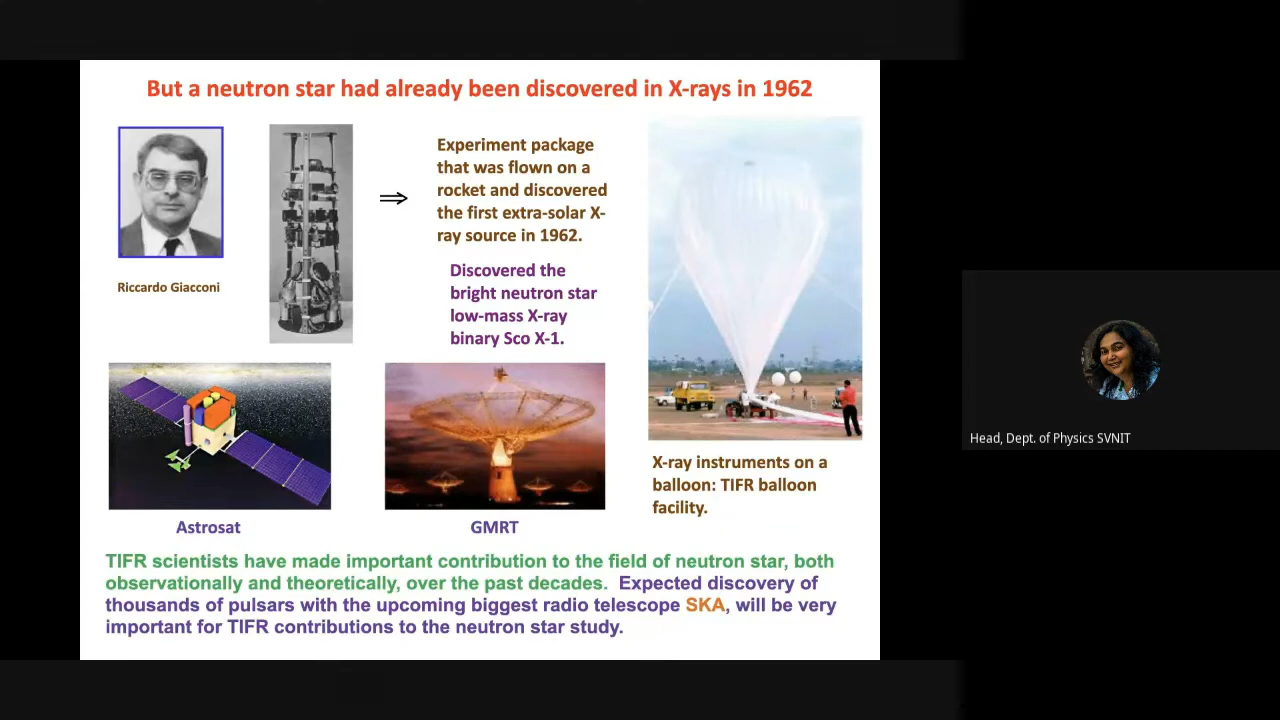 But a neutron star had already been discovered in X-rays in 1962
Experiment package
that was flown on a
rocket and discovered
the first extra-solar X-
ray source in 1962.
Riccardo Giacconi
Discovered the
bright neutron star
low-mass X-ray
binary Sco X-1.
X-ray instruments on a
balloon: TIFR balloon
facility.
Astrosat
GMRT
TIFR scientists have made important contribution to the field of neutron star, both
observationally and theoretically, over the past decades. Expected discovery of
thousands of pulsars with the upcoming biggest radio telescope SKA, will be very
important for TIFR contributions to the neutron star study.
Head, Dept. of Physics SVNIT